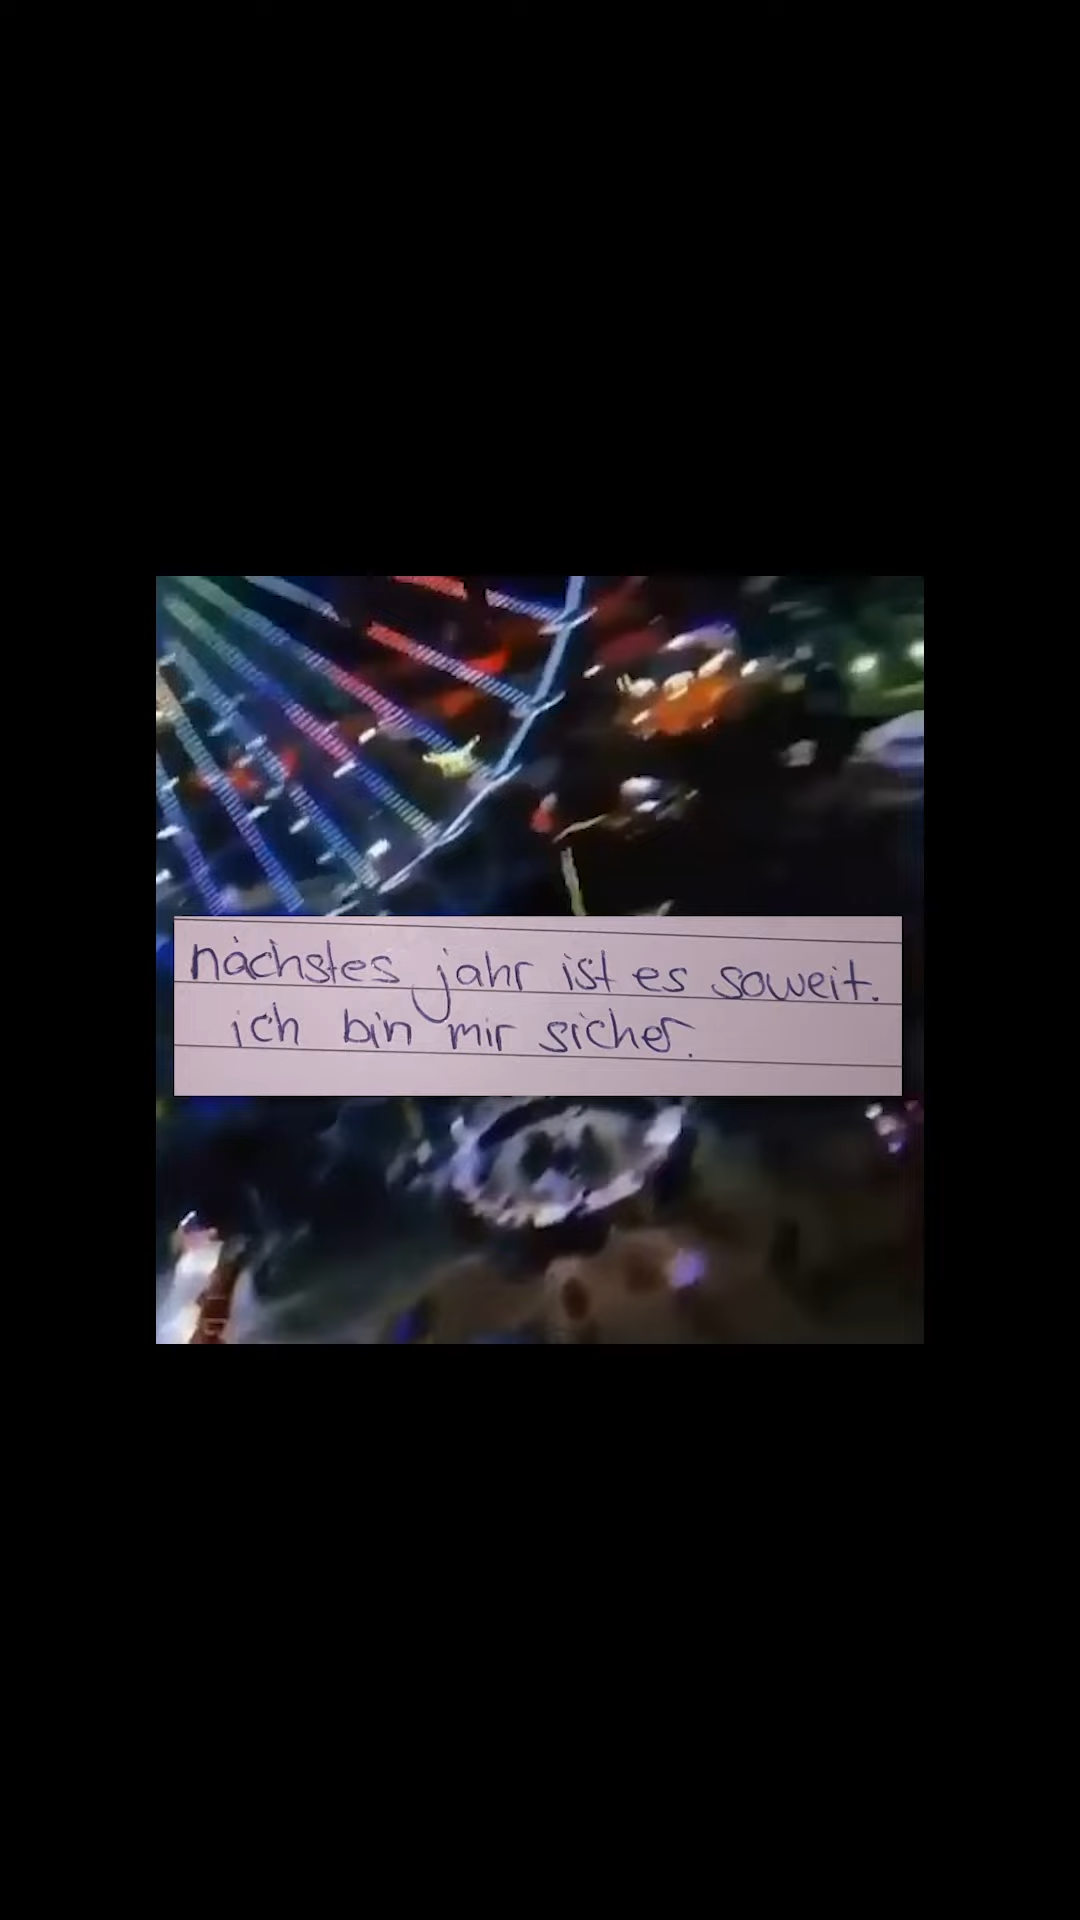 nächstes jahr ist es soweit.
ich bin mir sicher.